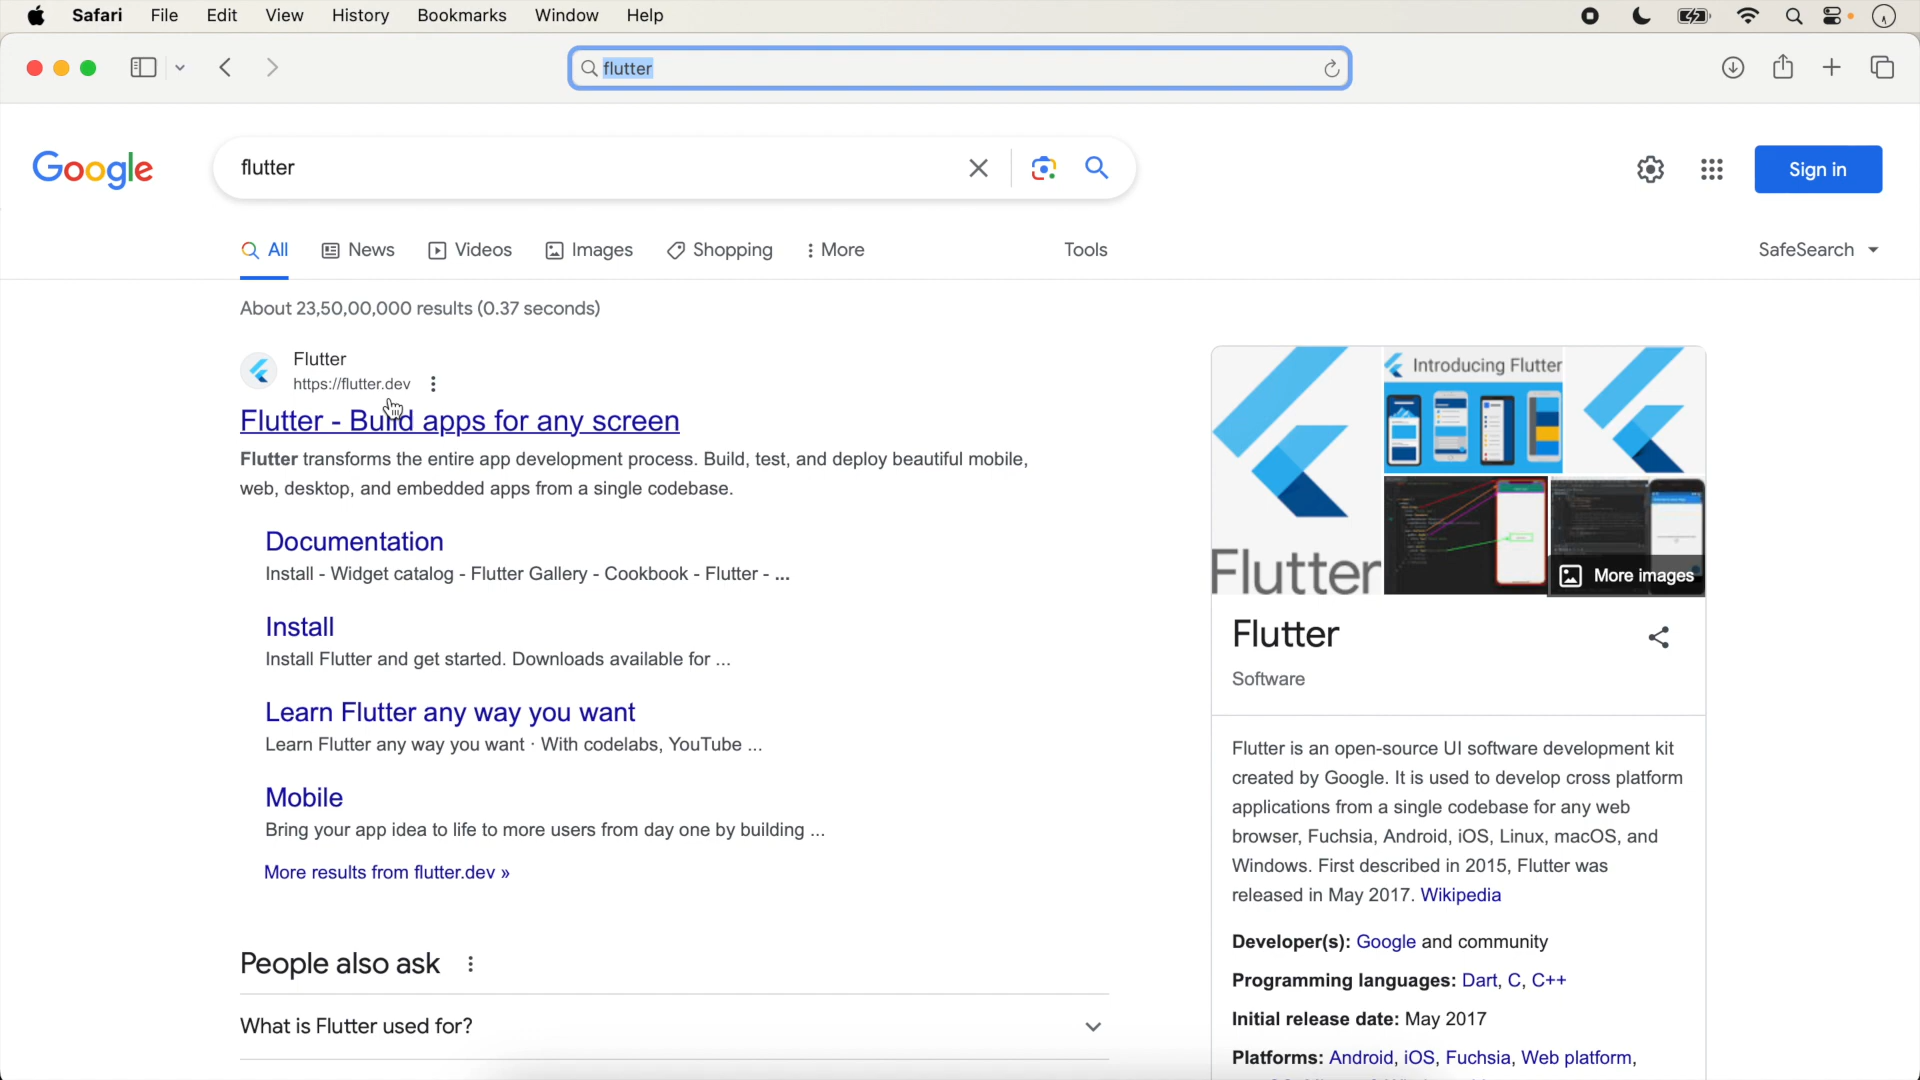 Safari File Edit View History Bookmarks Window Help
flutter
Google
flutter
Sign in
All News Videos Images Shopping More Tools SafeSearch
About 23,50,00,000 results (0.37 seconds)
Flutter
https://flutter.dev
Flutter - Build apps for any screen
Flutter transforms the entire app development process. Build, test, and deploy beautiful mobile,
web, desktop, and embedded apps from a single codebase.
Documentation
Install - Widget catalog - Flutter Gallery - Cookbook - Flutter - ...
Install
Install Flutter and get started. Downloads available for ...
Learn Flutter any way you want
Learn Flutter any way you want · With codelabs, YouTube ...
Mobile
Bring your app idea to life to more users from day one by building ...
More results from flutter.dev »
People also ask
What is Flutter used for?
Introducing Flutter
Flutter
More images
Flutter
Software
Flutter is an open-source UI software development kit
created by Google. It is used to develop cross platform
applications from a single codebase for any web
browser, Fuchsia, Android, iOS, Linux, macOS, and
Windows. First described in 2015, Flutter was
released in May 2017. Wikipedia
Developer(s): Google and community
Programming languages: Dart, C, C++
Initial release date: May 2017
Platforms: Android, iOS, Fuchsia, Web platform,